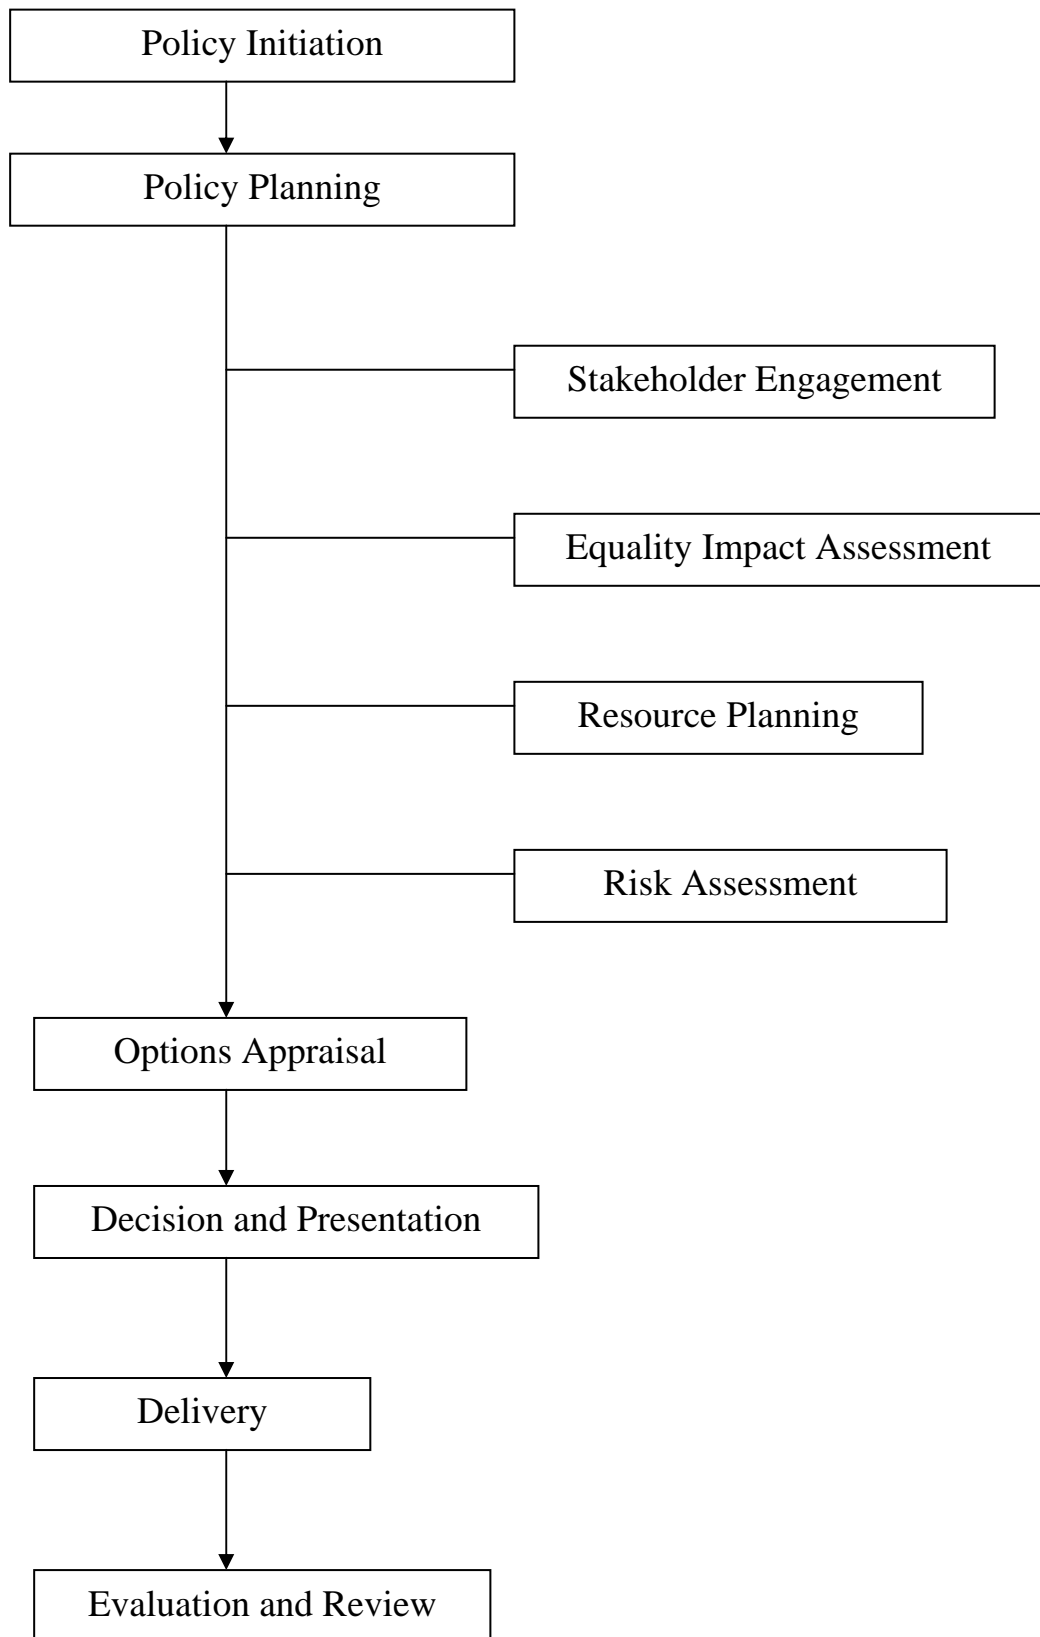 Policy Initiation
Policy Planning
Stakeholder Engagement
Equality Impact Assessment
Resource Planning
Risk Assessment
Options Appraisal
Decision and Presentation
Delivery
Evaluation and Review